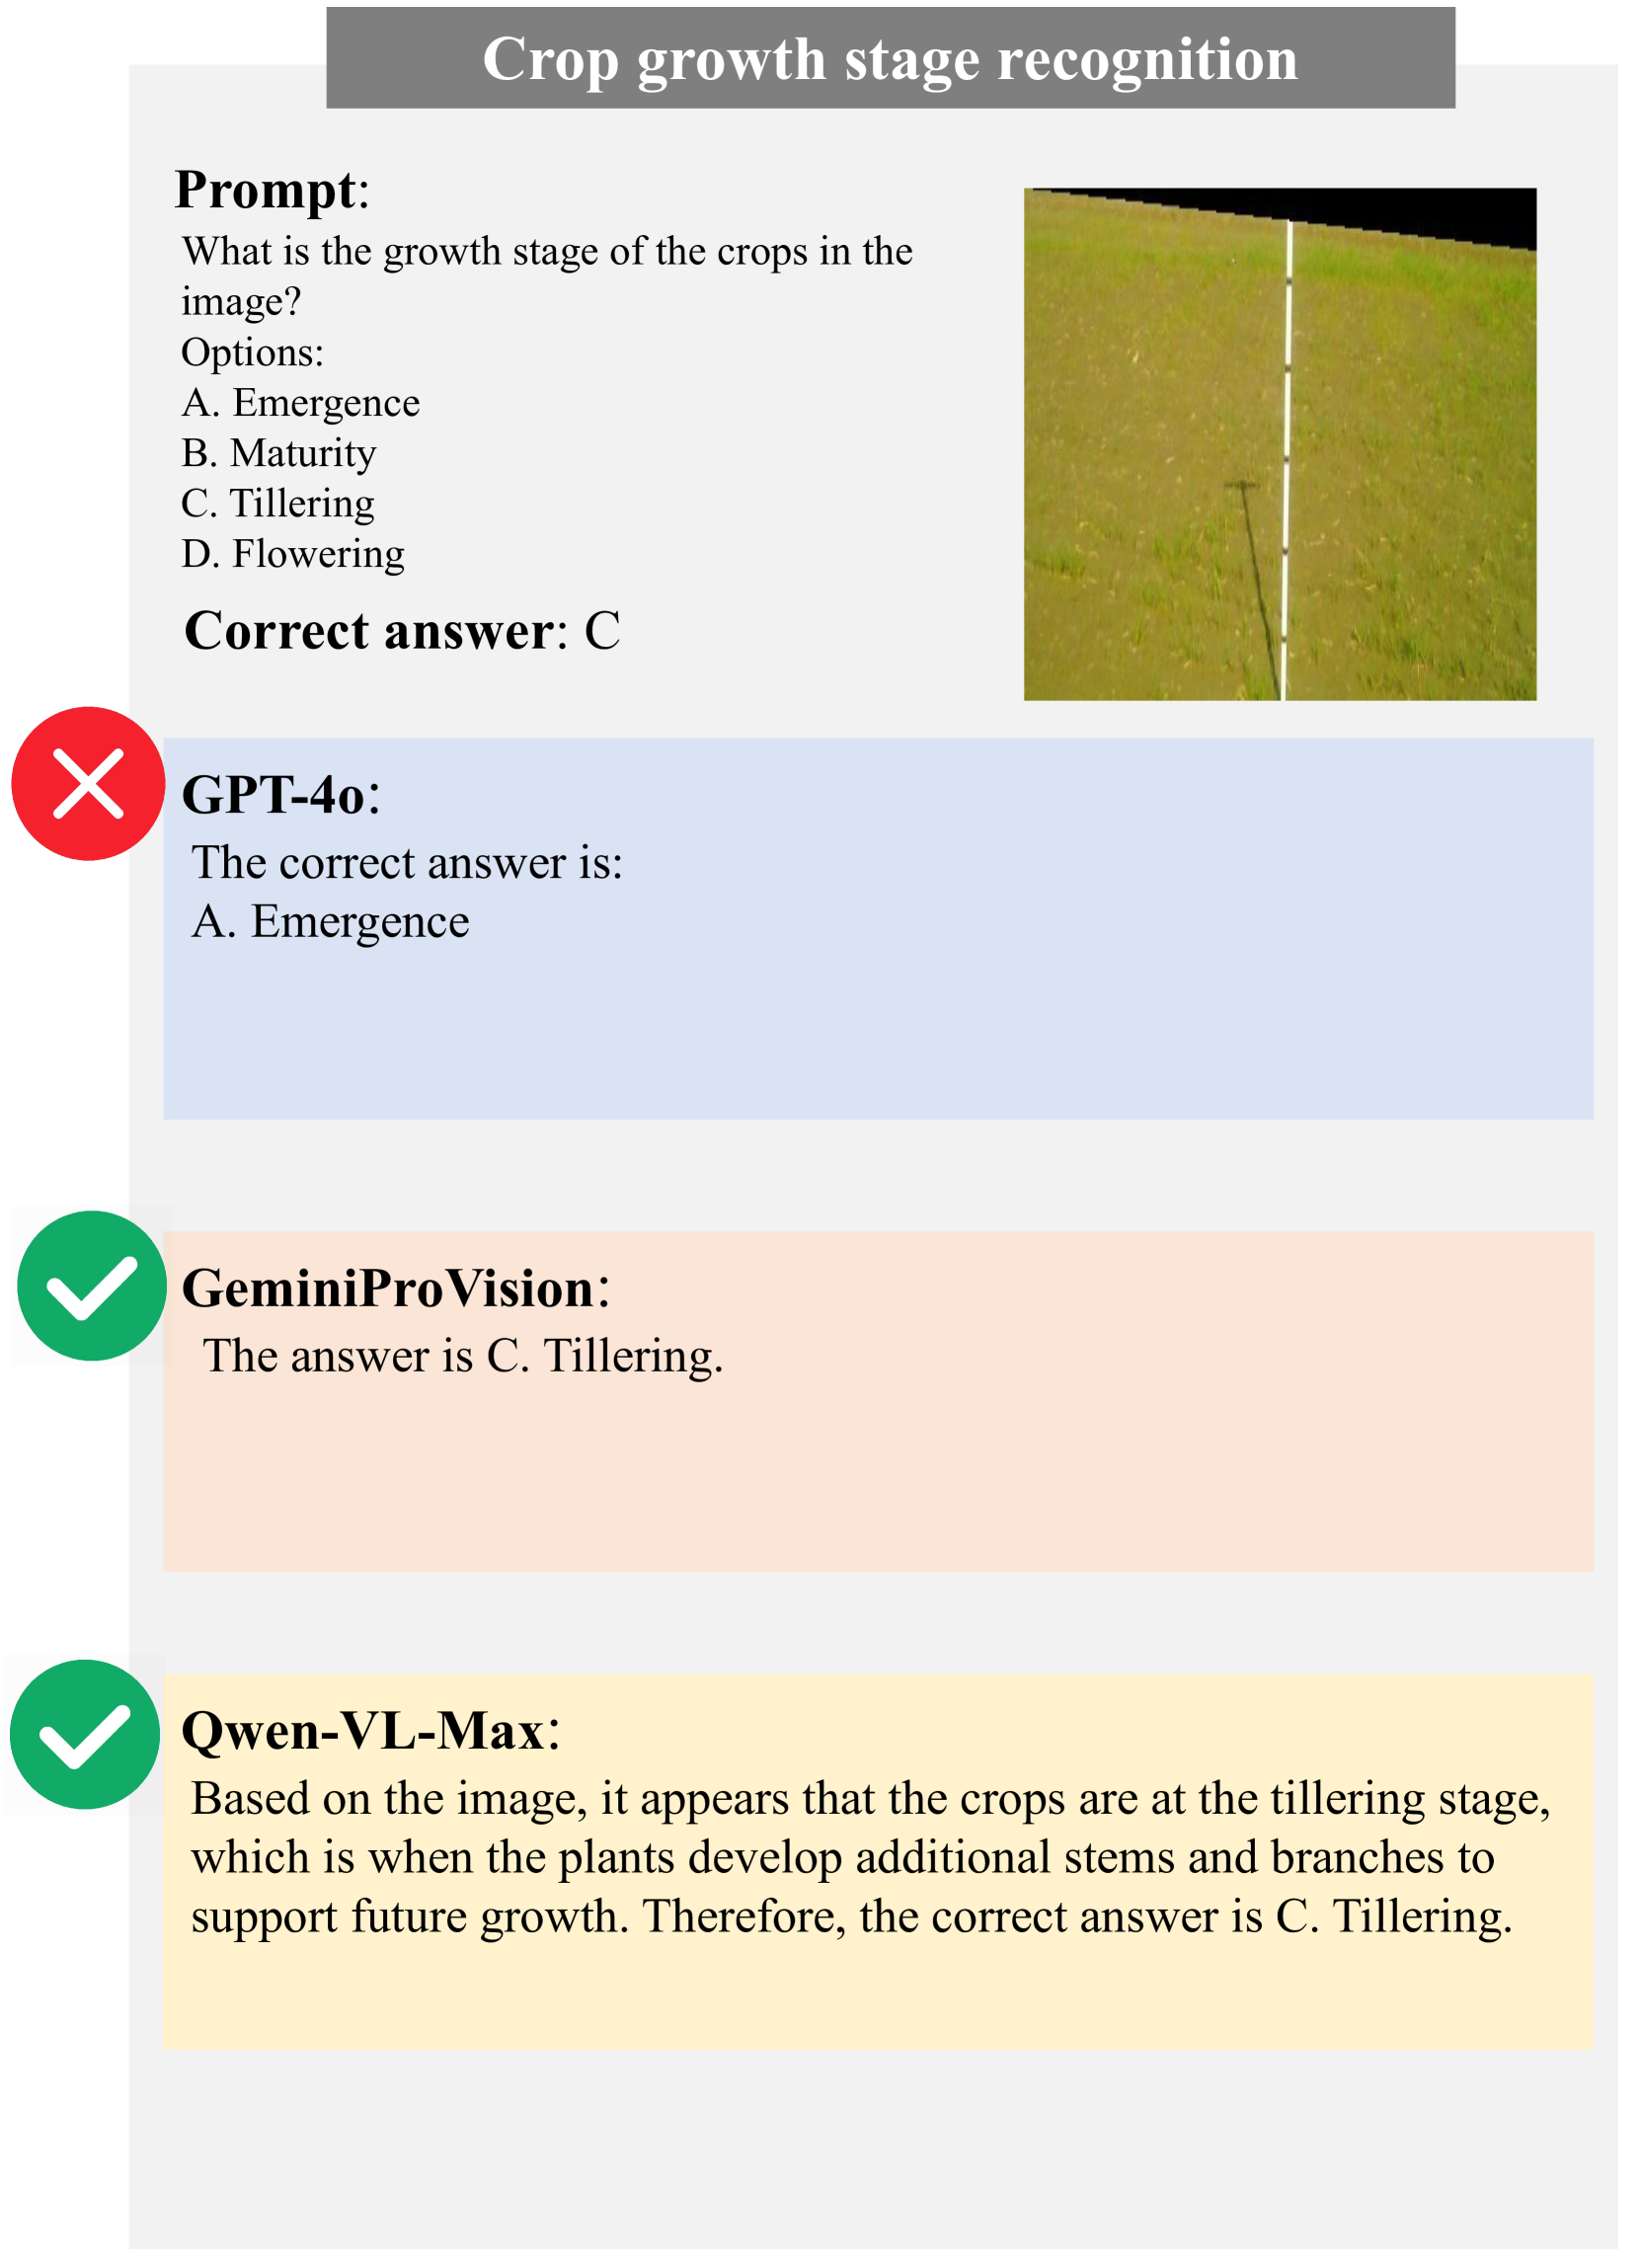 Crop growth stage recognition
Prompt:
What is the growth stage of the crops in the
image?
Options:
A. Emergence
B. Maturity
C. Tillering
D. Flowering
Correct answer: C
GPT-4o:
The correct answer is:
A. Emergence
GeminiProVision:
The answer is C. Tillering.
Qwen-VL-Max:
Based on the image, it appears that the crops are at the tillering stage,
which is when the plants develop additional stems and branches to
support future growth. Therefore, the correct answer is C. Tillering.